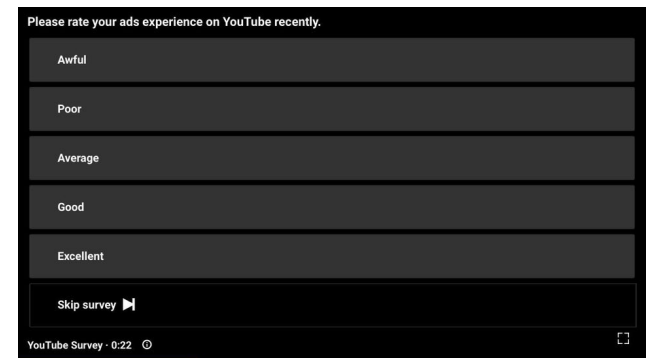 Please rate your ads experience on YouTube recently.
Awful
Poor
Average
Good
Excellent
Skip survey
YouTube Survey · 0:22